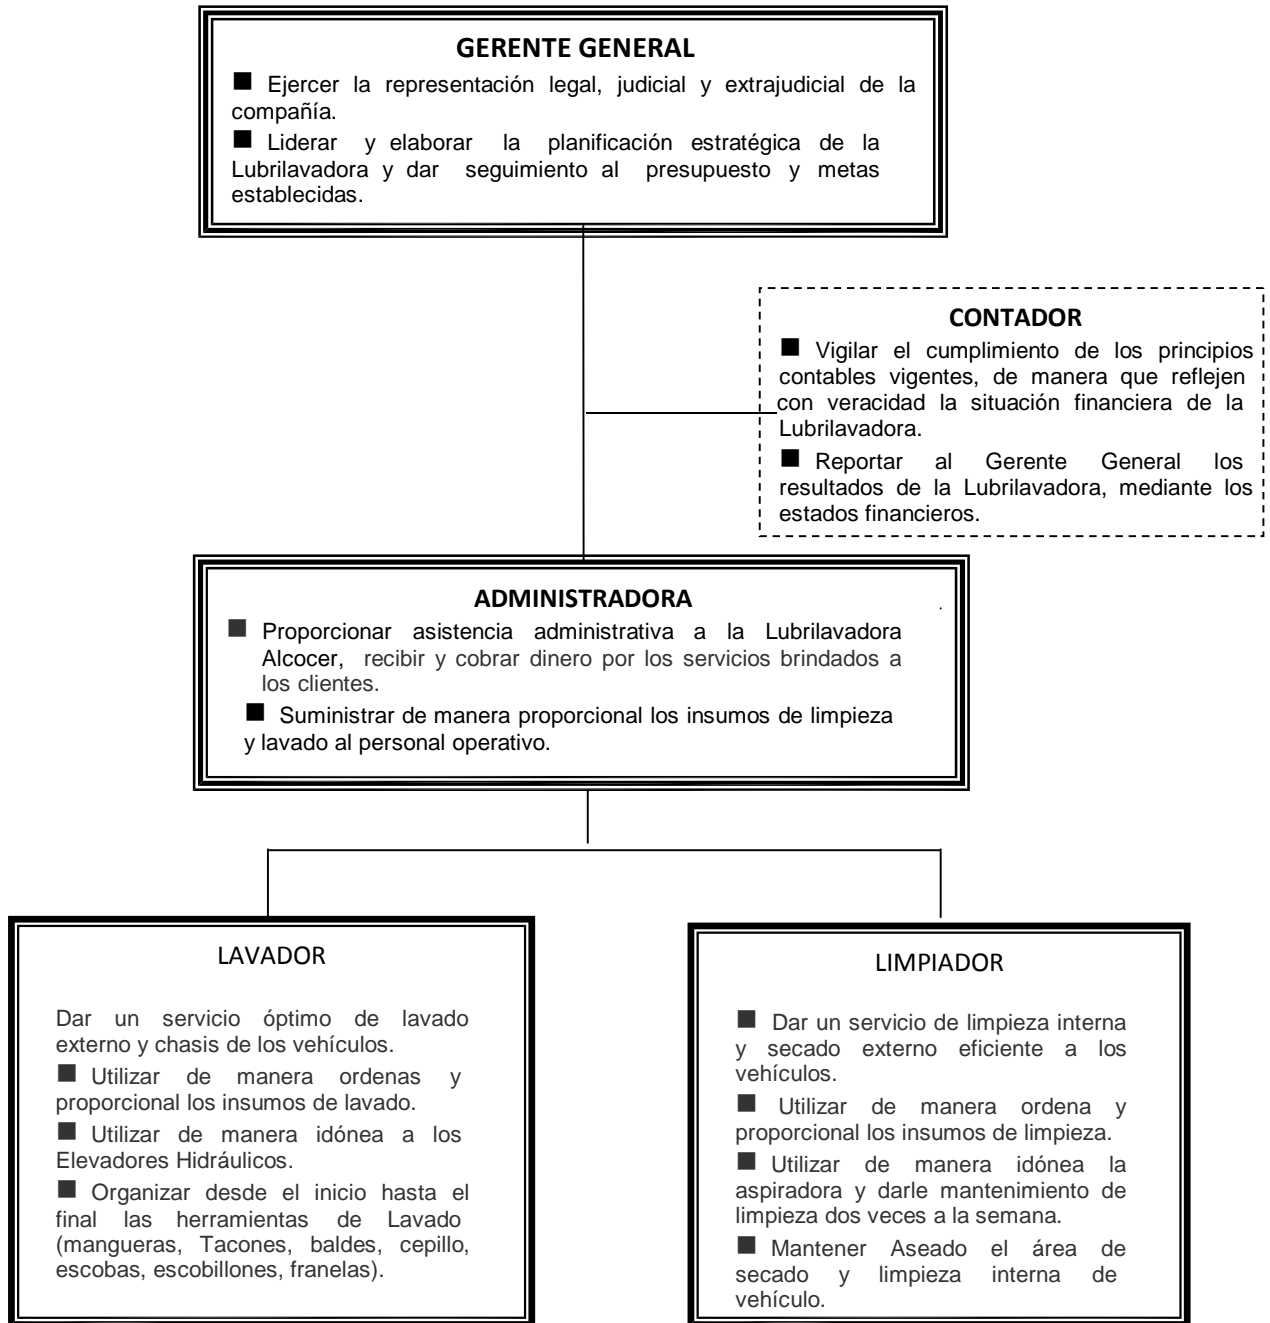 GERENTE GENERAL
■ Ejercer la representación legal, judicial y extrajudicial de la
compañía.
■ Liderar y elaborar la planificación estratégica de la
Lubrilavadora y dar seguimiento al presupuesto y metas
establecidas.
CONTADOR
■ Vigilar el cumplimiento de los principios
contables vigentes, de manera que reflejen
con veracidad la situación financiera de la
Lubrilavadora.
■ Reportar al Gerente General los
resultados de la Lubrilavadora, mediante los
estados financieros.
ADMINISTRADORA
■ Proporcionar asistencia administrativa a la Lubrilavadora
Alcocer, recibir y cobrar dinero por los servicios brindados a
los clientes.
■ Suministrar de manera proporcional los insumos de limpieza
y lavado al personal operativo.
LAVADOR
Dar un servicio óptimo de lavado
externo y chasis de los vehículos.
■ Utilizar de manera ordenas y
proporcional los insumos de lavado.
■ Utilizar de manera idónea a los
Elevadores Hidráulicos.
■ Organizar desde el inicio hasta el
final las herramientas de Lavado
(mangueras, Tacones, baldes, cepillo,
escobas, escobillones, franelas).
LIMPIADOR
■ Dar un servicio de limpieza interna
y secado externo eficiente a los
vehículos.
■ Utilizar de manera ordena y
proporcional los insumos de limpieza.
■ Utilizar de manera idónea la
aspiradora y darle mantenimiento de
limpieza dos veces a la semana.
■ Mantener Aseado el área de
secado y limpieza interna de
vehículo.